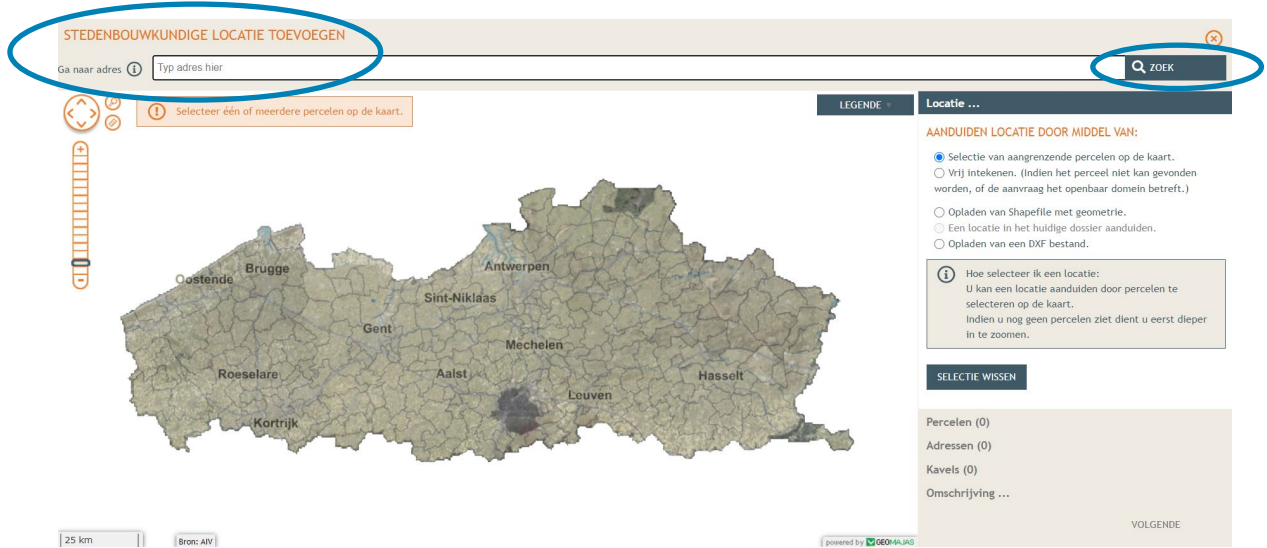 STEDENBOUWKUNDIGE LOCATIE TOEVOEGEN
Ga naar adres
Typ adres hier
ZOEK
Selecteer één of meerdere percelen op de kaart.
LEGENDE
Locatie ...
AANDUIDEN LOCATIE DOOR MIDDEL VAN:
Selectie van aangrenzende percelen op de kaart.
Vrij intekenen. (Indien het perceel niet kan gevonden
worden, of de aanvraag het openbaar domein betreft.)
Opladen van Shapefile met geometrie.
Een locatie in het huidige dossier aanduiden.
Opladen van een DXF bestand.
Hoe selecteer ik een locatie:
U kan een locatie aanduiden door percelen te
selecteren op de kaart.
Indien u nog geen percelen ziet dient u eerst dieper
in te zoomen.
SELECTIE WISSEN
Percelen (0)
Adressen (0)
Kavels (0)
Omschrijving ...
VOLGENDE
Oostende
Brugge
Antwerpen
Sint-Niklaas
Gent
Mechelen
Roeselare
Aalst
Hasselt
Leuven
Kortrijk
25 km
Bron: AIV
powered by GEOMAJAS